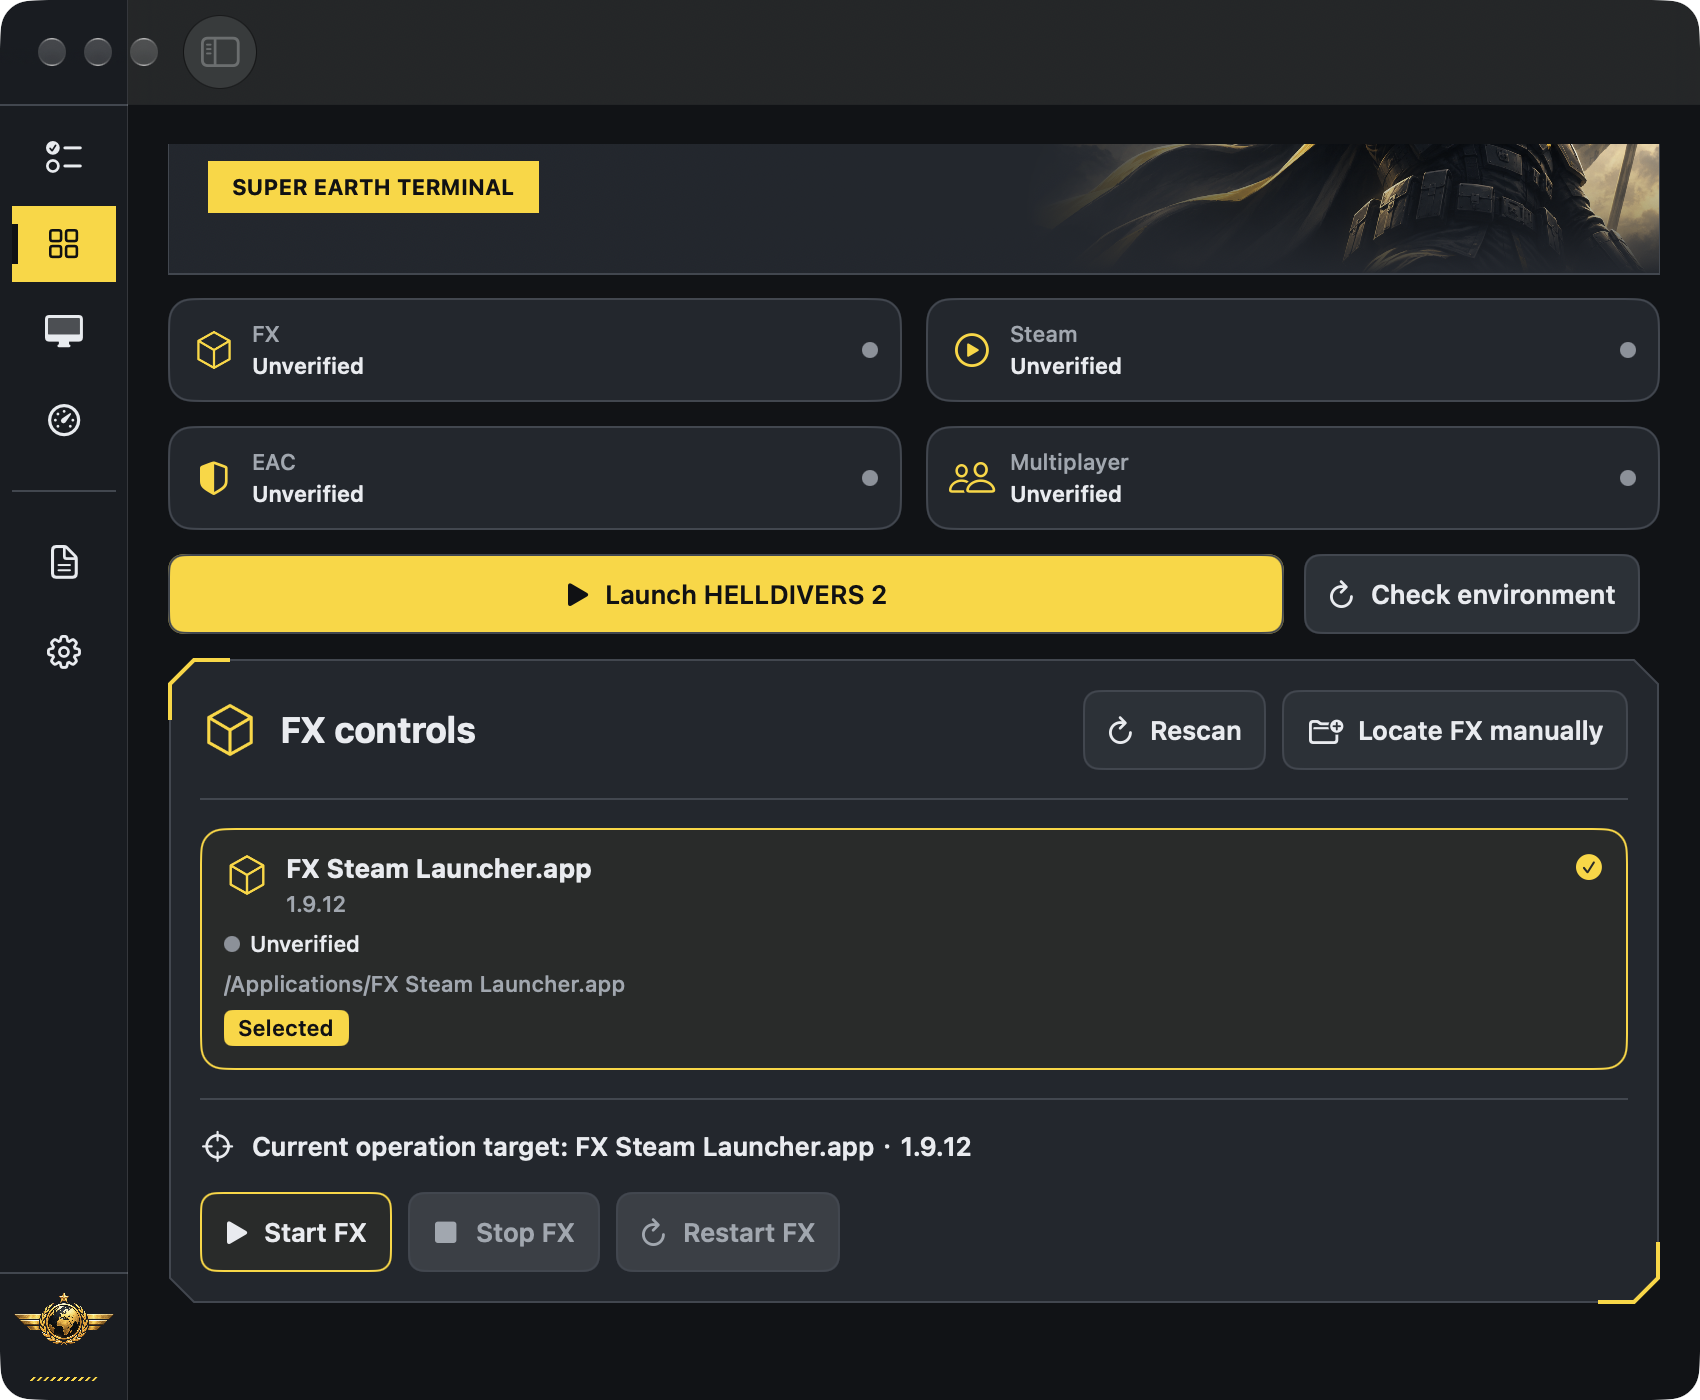 SUPER EARTH TERMINAL
FX
Unverified
Steam
Unverified
EAC
Unverified
Multiplayer
Unverified
Launch HELLDIVERS 2
Check environment
FX controls
Rescan
Locate FX manually
FX Steam Launcher.app
1.9.12
Unverified
/Applications/FX Steam Launcher.app
Selected
Current operation target: FX Steam Launcher.app · 1.9.12
Start FX
Stop FX
Restart FX